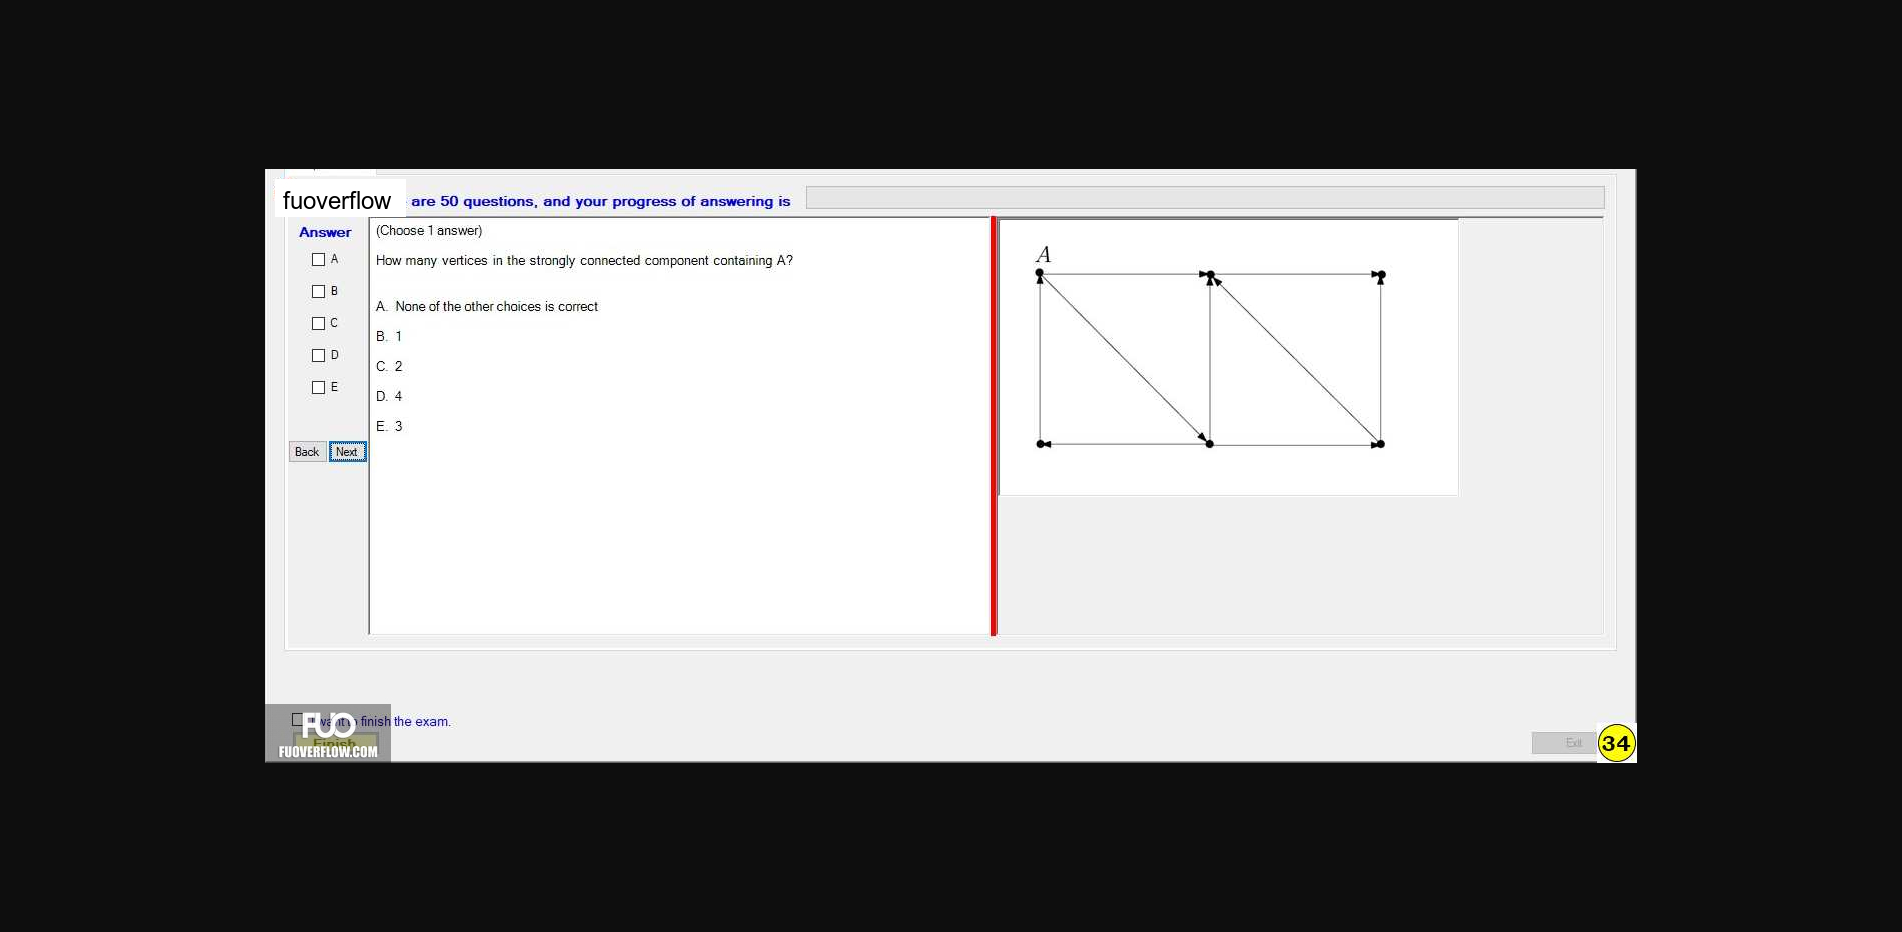 fuoverflow are 50 questions, and your progress of answering is
Answer
(Choose 1 answer)
A
How many vertices in the strongly connected component containing A?
B
A. None of the other choices is correct
C
B. 1
D
C. 2
E
D. 4
E. 3
Back Next
A
I want to finish the exam.
FUO
Finish
FUOVERFLOW.COM
Exit
34